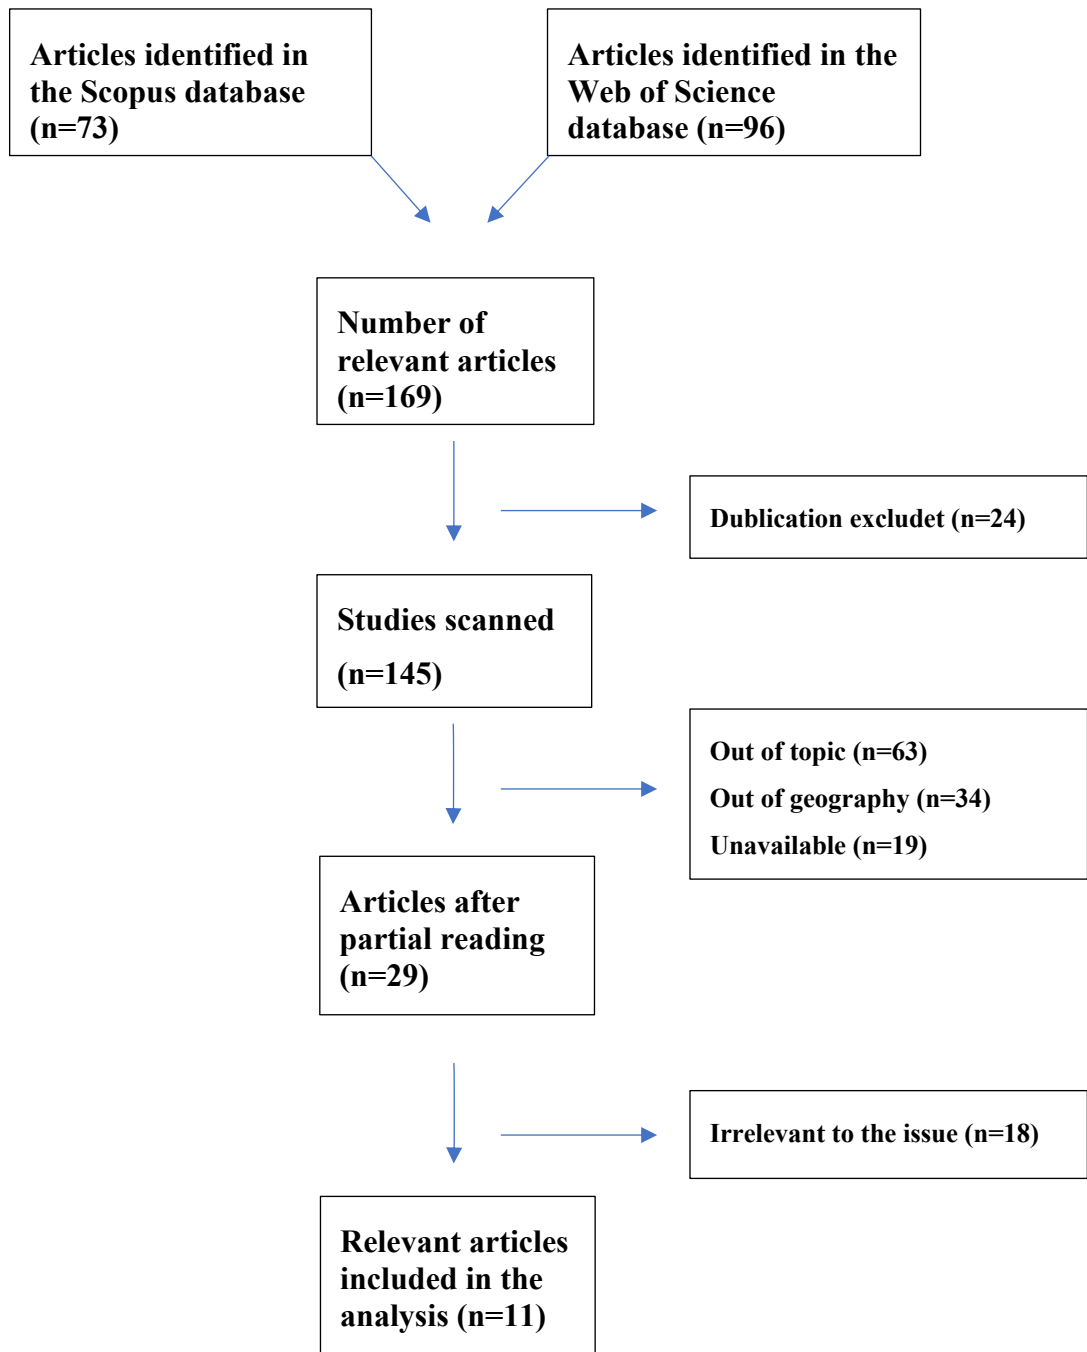 Articles identified in
the Scopus database
(n=73)
Articles identified in the
Web of Science
database (n=96)
Number of
relevant articles
(n=169)
Dublication excludet (n=24)
Studies scanned
(n=145)
Out of topic (n=63)
Out of geography (n=34)
Unavailable (n=19)
Articles after
partial reading
(n=29)
Irrelevant to the issue (n=18)
Relevant articles
included in the
analysis (n=11)